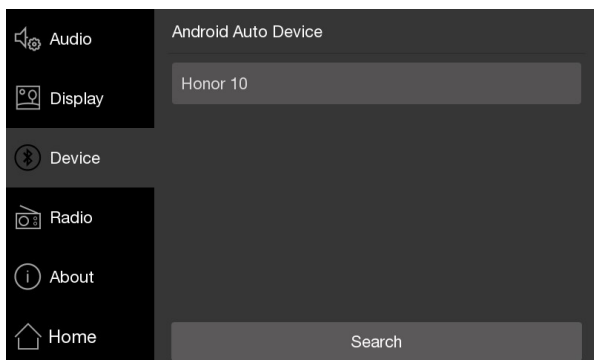 Audio
Display
Device
Radio
About
Home
Android Auto Device
Honor 10
Search